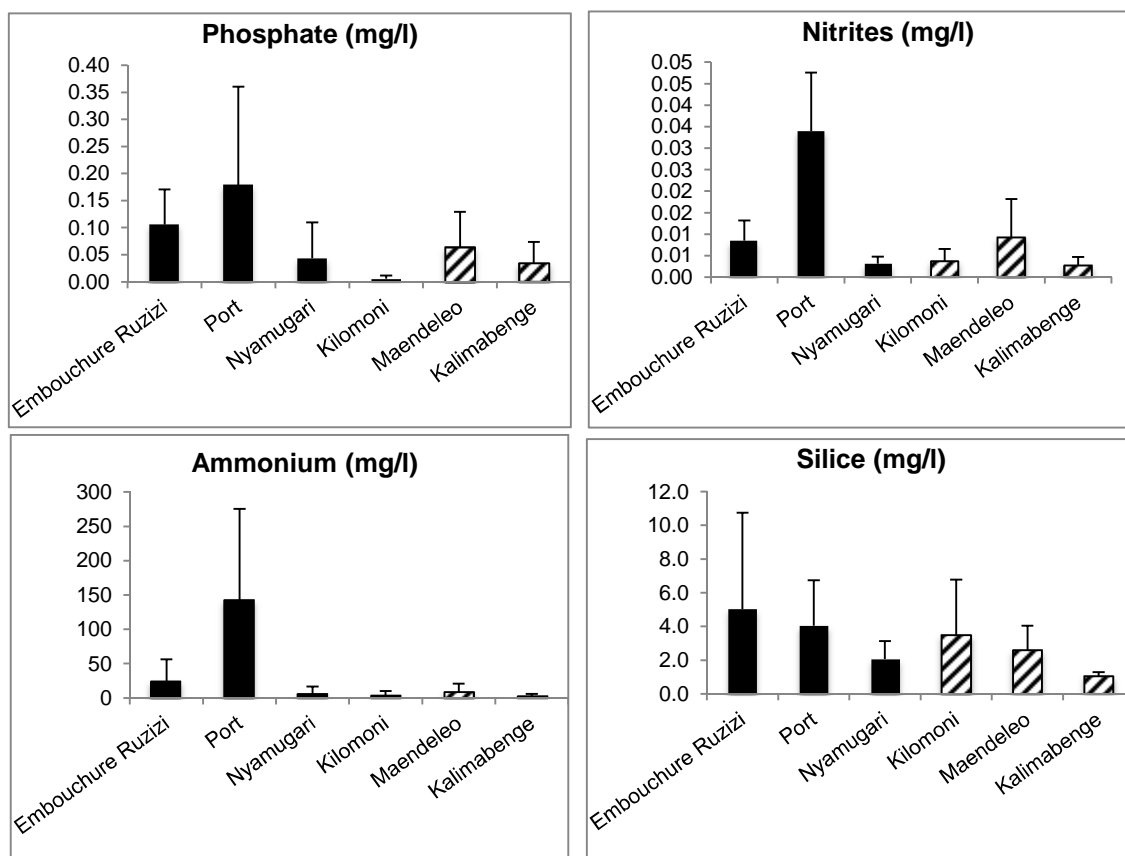 Phosphate (mg/l)
0.40
0.35
0.30
0.25
0.20
0.15
0.10
0.05
0.00
Embouchure Ruzizi
Port
Nyamugari
Kilomoni
Maendeleo
Kalimabenge
Nitrites (mg/l)
0.05
0.04
0.04
0.03
0.03
0.02
0.02
0.01
0.01
0.00
0.00
Embouchure Ruzizi
Port
Nyamugari
Kilomoni
Maendeleo
Kalimabenge
Ammonium (mg/l)
300
250
200
150
100
50
0
Embouchure Ruzizi
Port
Nyamugari
Kilomoni
Maendeleo
Kalimabenge
Silice (mg/l)
12.0
10.0
8.0
6.0
4.0
2.0
0.0
Embouchure Ruzizi
Port
Nyamugari
Kilomoni
Maendeleo
Kalimabenge